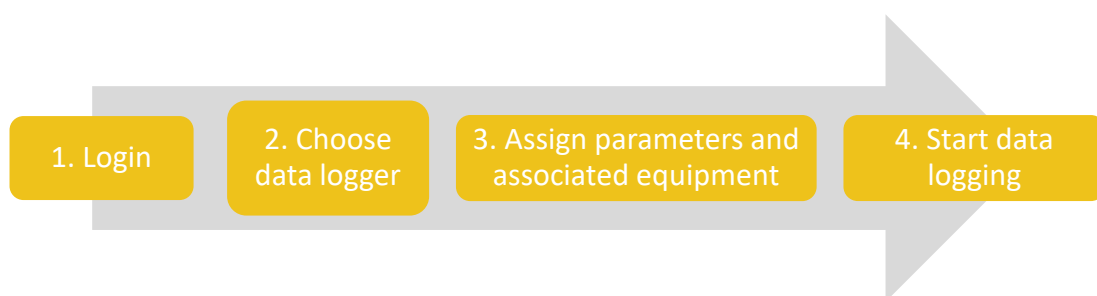 1. Login
2. Choose
data logger
3. Assign parameters and
associated equipment
4. Start data
logging